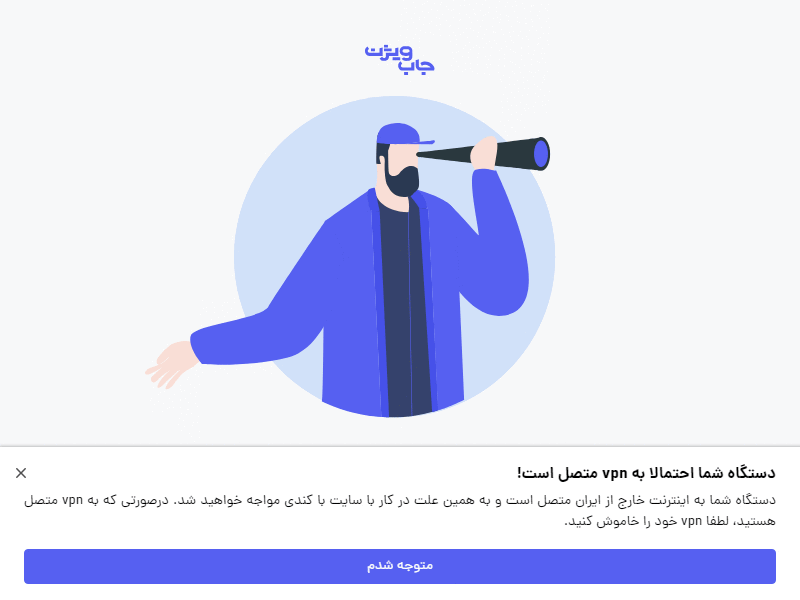 جاب ویژن
دستگاه شما احتمالا به vpn متصل است!
دستگاه شما به اینترنت خارج از ایران متصل است و به همین علت در کار با سایت با کندی مواجه خواهید شد. درصورتی که به vpn متصل
هستید، لطفا vpn خود را خاموش کنید.
متوجه شدم